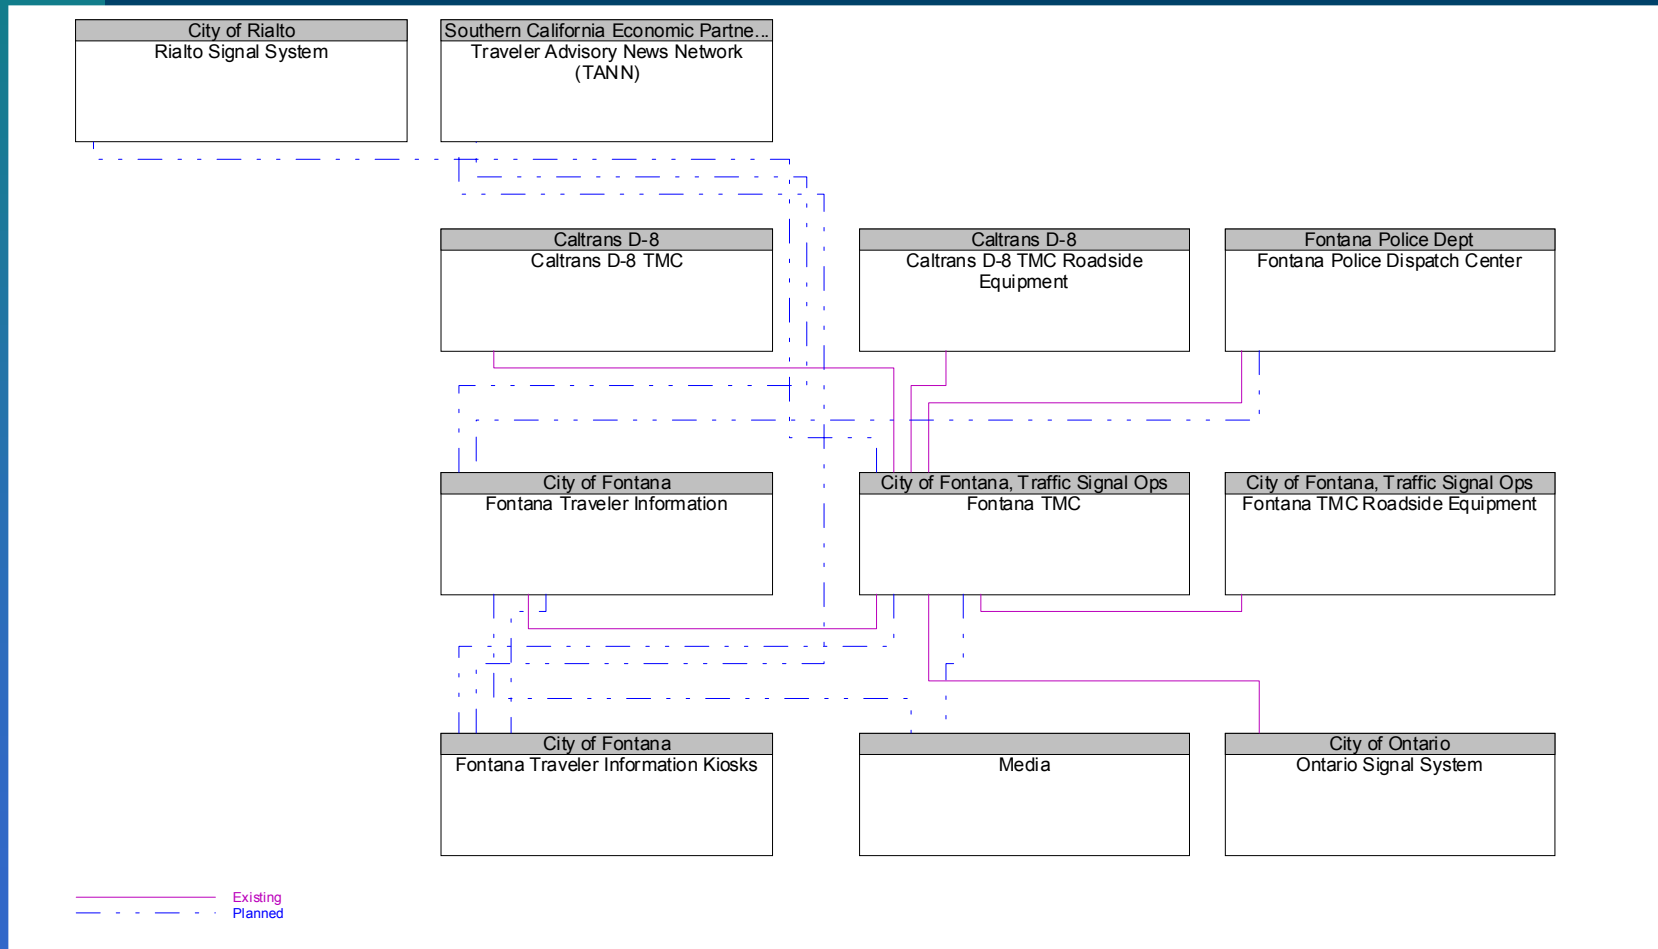 City of Rialto
Rialto Signal System
Southern California Economic Partne...
Traveler Advisory News Network
(TANN)
Caltrans D-8
Caltrans D-8 TMC
Caltrans D-8
Caltrans D-8 TMC Roadside
Equipment
Fontana Police Dept
Fontana Police Dispatch Center
City of Fontana
Fontana Traveler Information
City of Fontana, Traffic Signal Ops
Fontana TMC
City of Fontana, Traffic Signal Ops
Fontana TMC Roadside Equipment
City of Fontana
Fontana Traveler Information Kiosks
Media
City of Ontario
Ontario Signal System
Existing
Planned